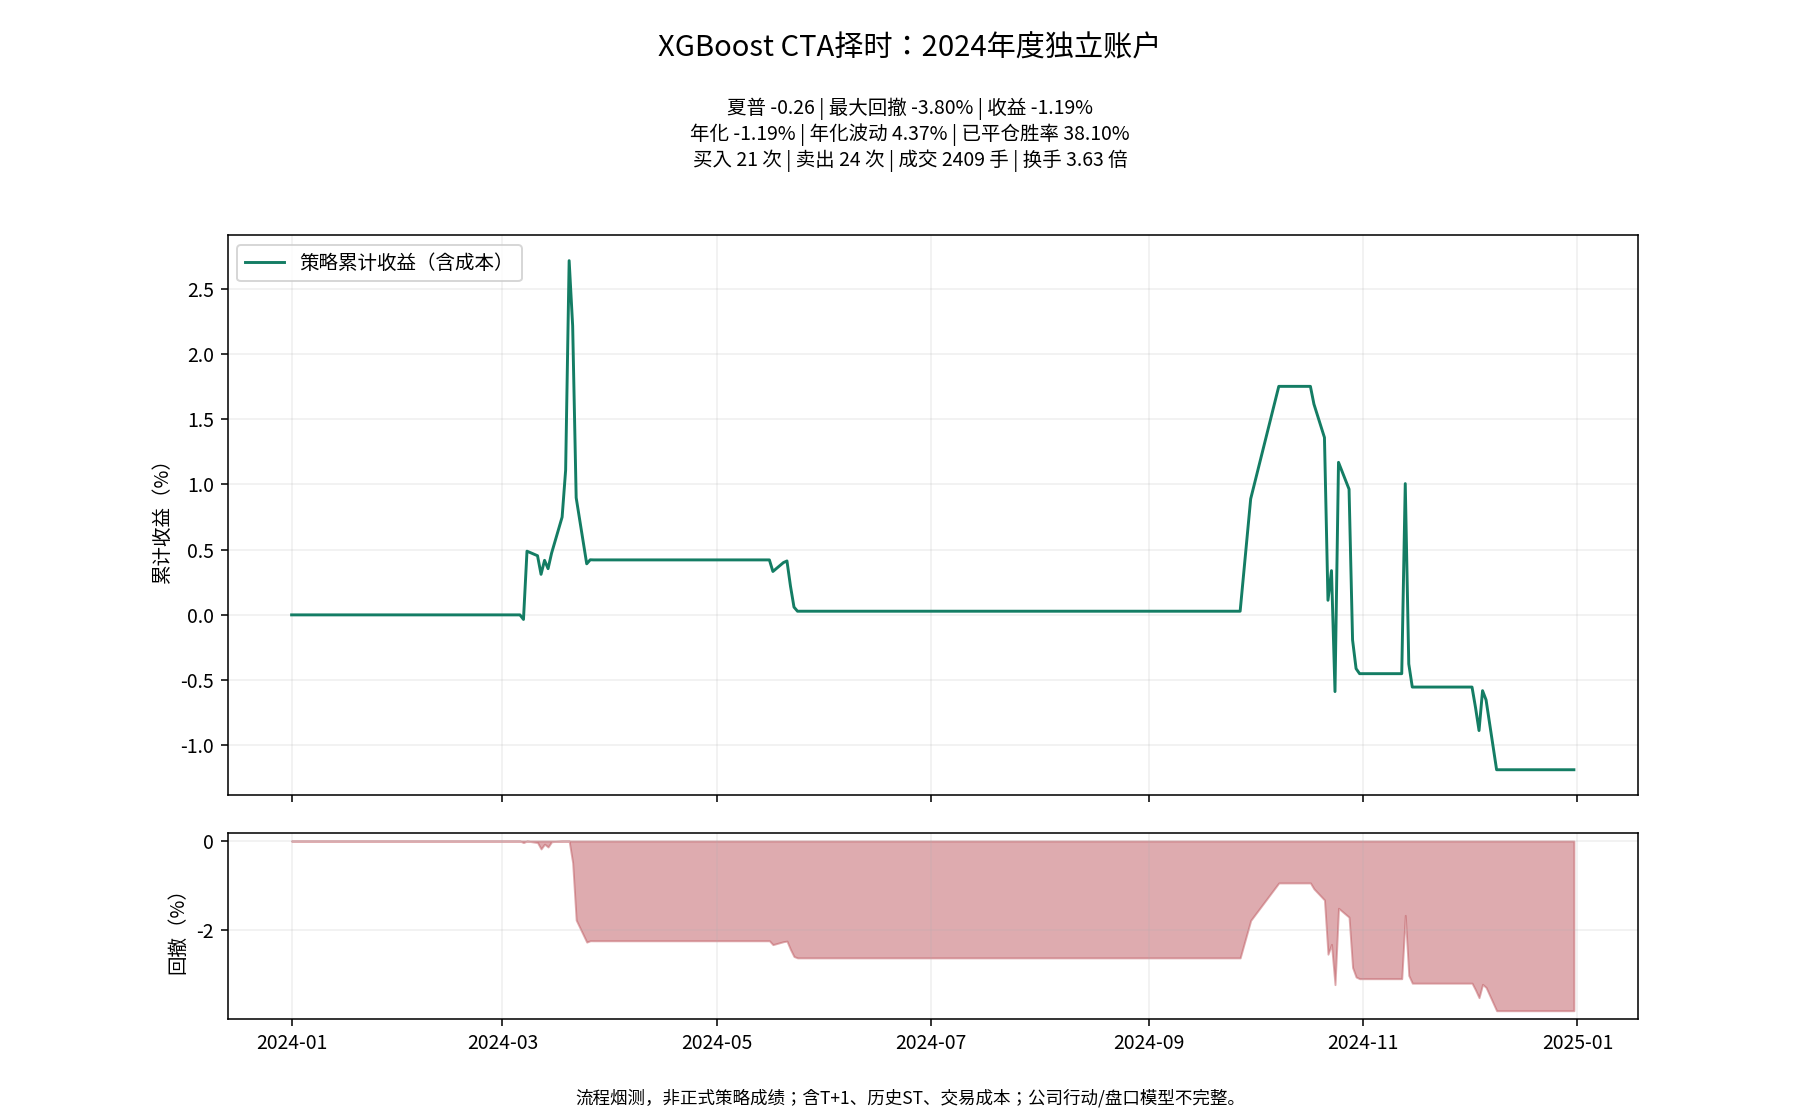 XGBoost CTA择时：2024年度独立账户
夏普 -0.26 | 最大回撤 -3.80% | 收益 -1.19%
年化 -1.19% | 年化波动 4.37% | 已平仓胜率 38.10%
买入 21 次 | 卖出 24 次 | 成交 2409 手 | 换手 3.63 倍
策略累计收益（含成本）
累计收益（%）
2.5
2.0
1.5
1.0
0.5
0.0
-0.5
-1.0
回撤（%）
0
-2
2024-01
2024-03
2024-05
2024-07
2024-09
2024-11
2025-01
流程烟测，非正式策略成绩；含T+1、历史ST、交易成本；公司行动/盘口模型不完整。